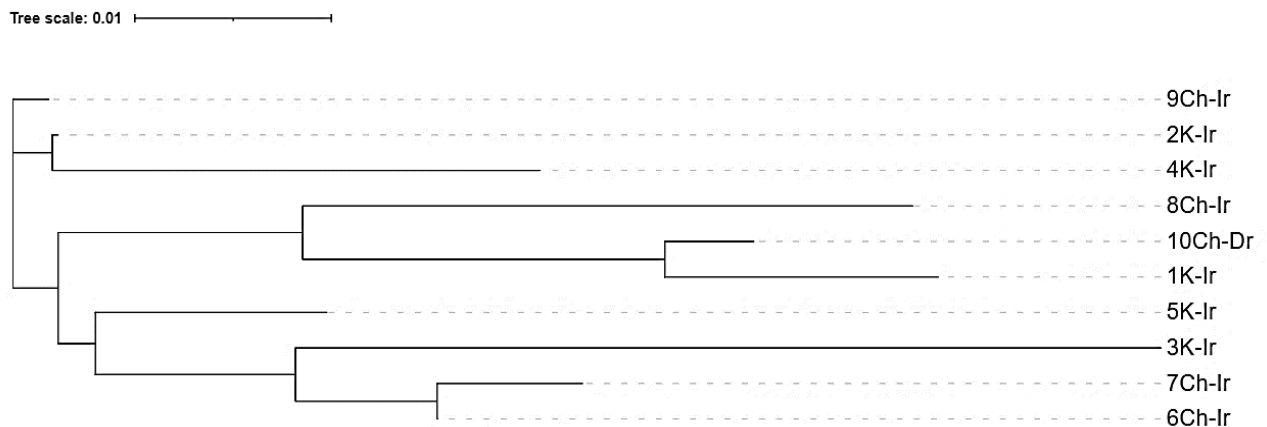 Tree scale: 0.01
9Ch-Ir
2K-Ir
4K-Ir
8Ch-Ir
10Ch-Dr
1K-Ir
5K-Ir
3K-Ir
7Ch-Ir
6Ch-Ir